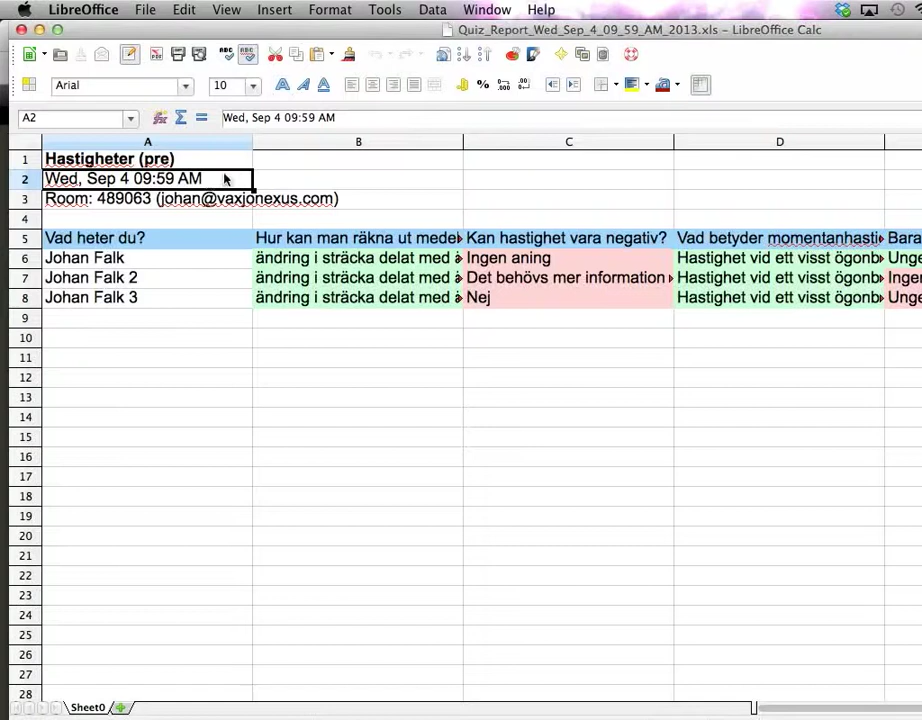 LibreOffice File Edit View Insert Format Tools Data Window Help
Quiz_Report_Wed_Sep_4_09_59_AM_2013.xls – LibreOffice Calc
Arial 10
A2 Wed, Sep 4 09:59 AM
A B C D
1 Hastigheter (pre)
2 Wed, Sep 4 09:59 AM
3 Room: 489063 (johan@vaxjonexus.com)
4
5 Vad heter du? Hur kan man räkna ut medel Kan hastighet vara negativ? Vad betyder momentanhasti Bara
6 Johan Falk ändring i sträcka delat med Ingen aning Hastighet vid ett visst ögonb Unge
7 Johan Falk 2 ändring i sträcka delat med Det behövs mer information Hastighet vid ett visst ögonb Inger
8 Johan Falk 3 ändring i sträcka delat med Nej Hastighet vid ett visst ögonb Unge
9
10
11
12
13
14
15
16
17
18
19
20
21
22
23
24
25
26
27
28
Sheet0